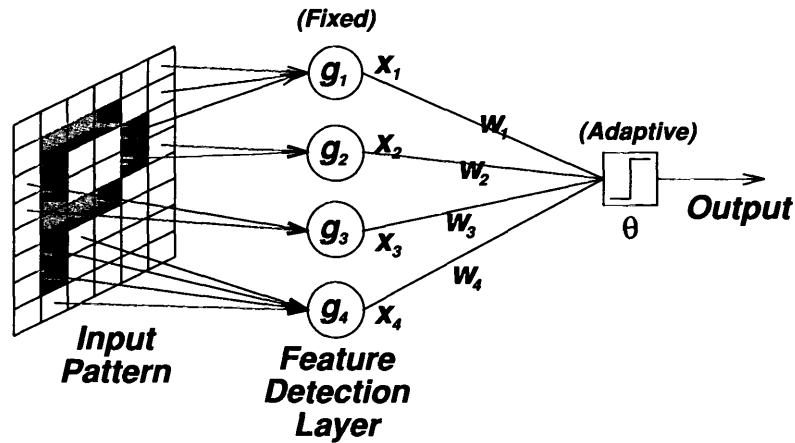 (Fixed)
g₁ x₁
g₂ x₂
g₃ x₃
g₄ x₄
w₁
w₂
w₃
w₄
(Adaptive)
θ
Output
Input
Pattern
Feature
Detection
Layer